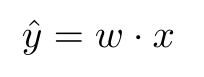 ŷ = w · x